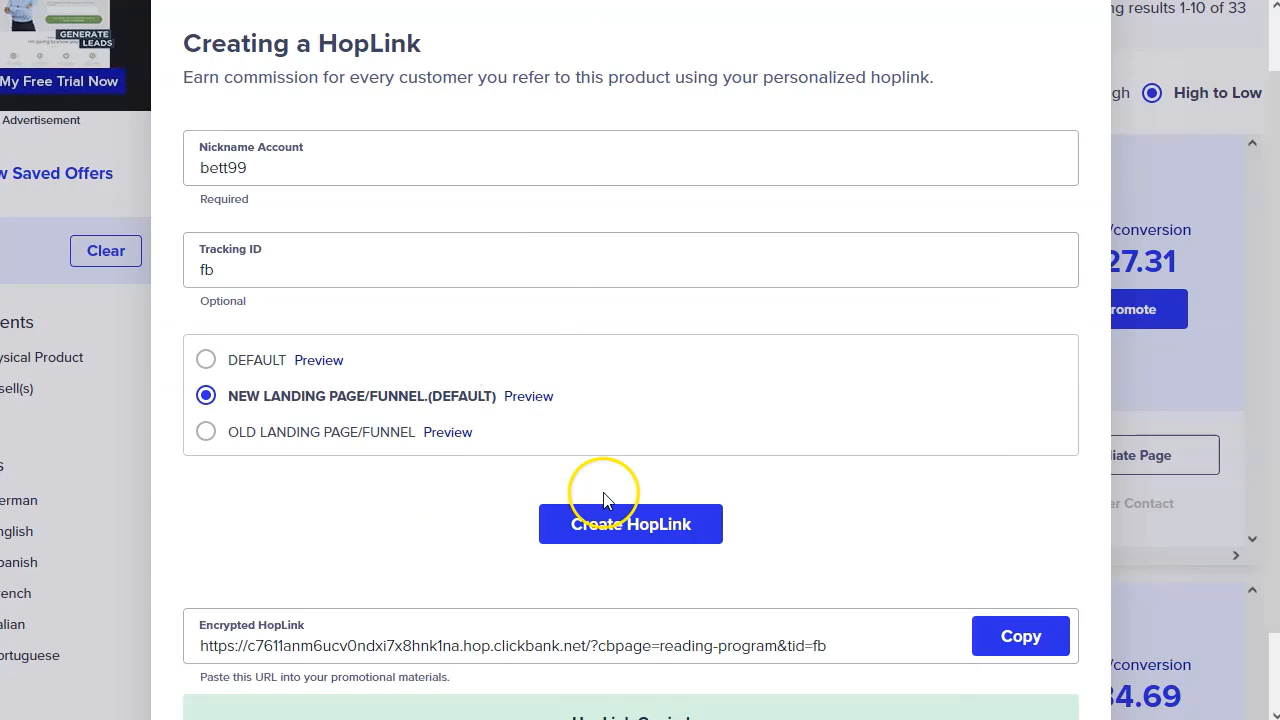 ng results 1-10 of 33
Creating a HopLink
Earn commission for every customer you refer to this product using your personalized hoplink.
GENERATE
LEADS
My Free Trial Now
gh High to Low
Advertisement
Nickname Account
bett99
Required
w Saved Offers
/conversion
Clear
Tracking ID
fb
27.31
Optional
romote
ents
DEFAULT Preview
ysical Product
sell(s)
NEW LANDING PAGE/FUNNEL.(DEFAULT) Preview
OLD LANDING PAGE/FUNNEL Preview
liate Page
s
erman
er Contact
Create HopLink
nglish
panish
rench
alian
ortuguese
Encrypted HopLink
https://c7611anm6ucv0ndxi7x8hnk1na.hop.clickbank.net/?cbpage=reading-program&tid=fb
Copy
Paste this URL into your promotional materials.
/conversion
34.69